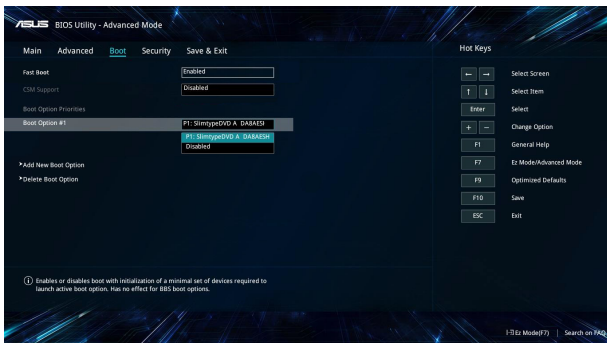 ASUS BIOS Utility - Advanced Mode
Main Advanced Boot Security Save & Exit
Hot Keys
Fast Boot Enabled
CSM Support Disabled
Boot Option Priorities
Boot Option #1 P1: SlimtypeDVD A DA8AESI
P1: SlimtypeDVD A DA8AESH
Disabled
Add New Boot Option
Delete Boot Option
← → Select Screen
↑ ↓ Select Item
Enter Select
+ − Change Option
F1 General Help
F7 Ez Mode/Advanced Mode
F9 Optimized Defaults
F10 Save
ESC Exit
Enables or disables boot with initialization of a minimal set of devices required to
launch active boot option. Has no effect for BBS boot options.
Ez Mode(F7) | Search on FAQ